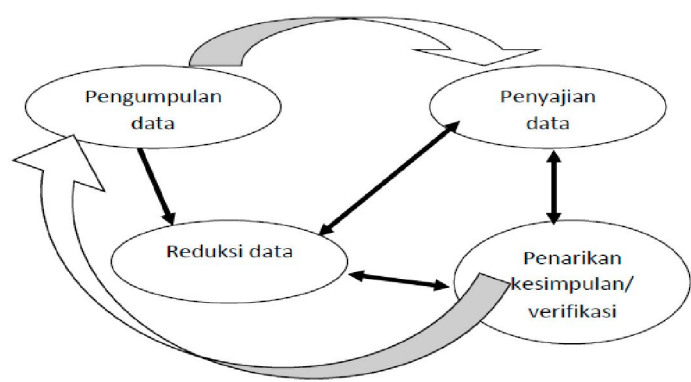 Pengumpulan
data
Penyajian
data
Reduksi data
Penarikan
kesimpulan/
verifikasi